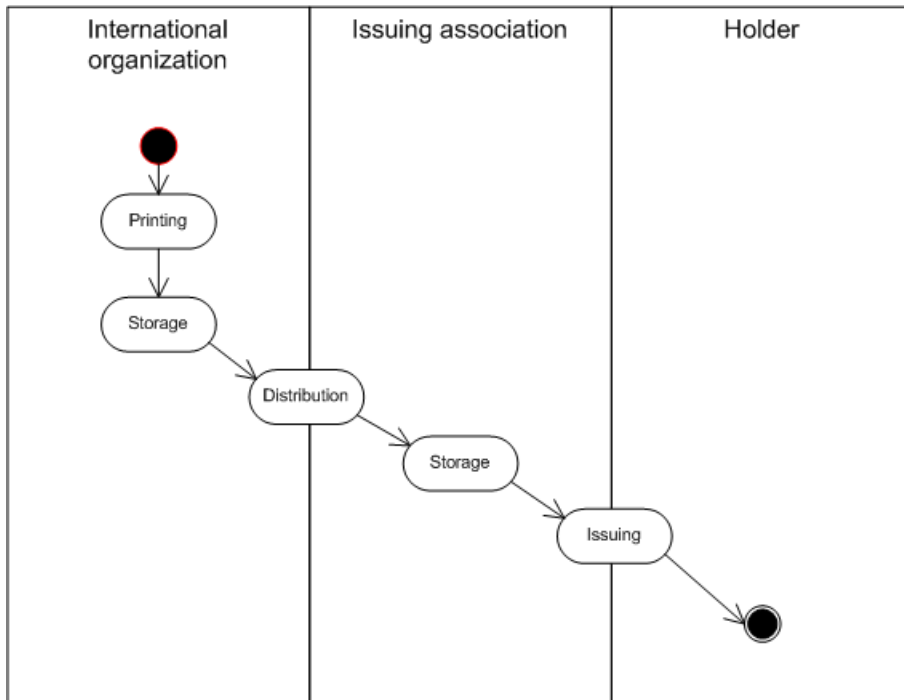 International
organization
Issuing association
Holder
Printing
Storage
Distribution
Storage
Issuing